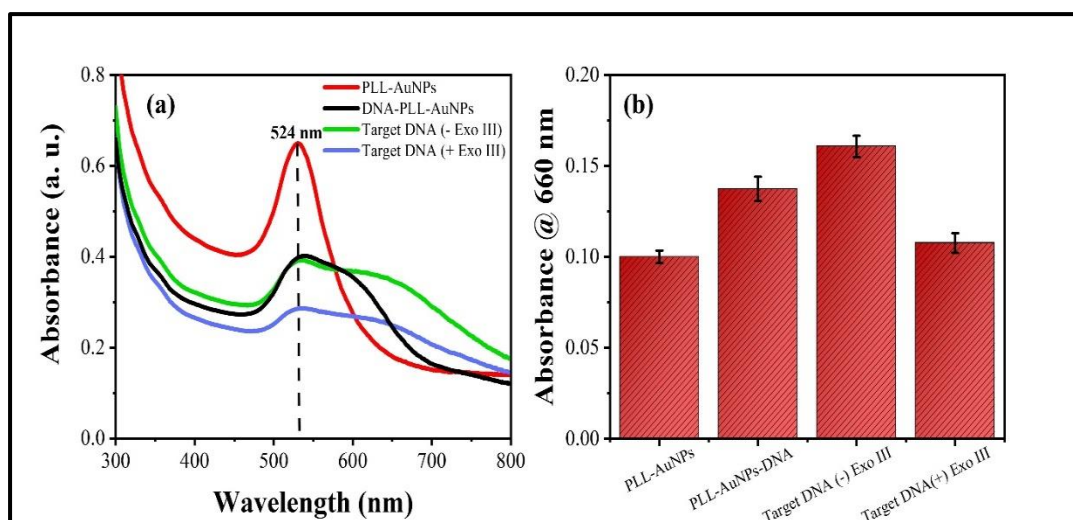 (a)
PLL-AuNPs
DNA-PLL-AuNPs
Target DNA (- Exo III)
Target DNA (+ Exo III)
524 nm
0.8
0.6
0.4
0.2
0.0
Absorbance (a. u.)
300 400 500 600 700 800
Wavelength (nm)
(b)
0.20
0.15
0.10
0.05
0.00
Absorbance @ 660 nm
PLL-AuNPs
PLL-AuNPs-DNA
Target DNA (-) Exo III
Target DNA(+) Exo III